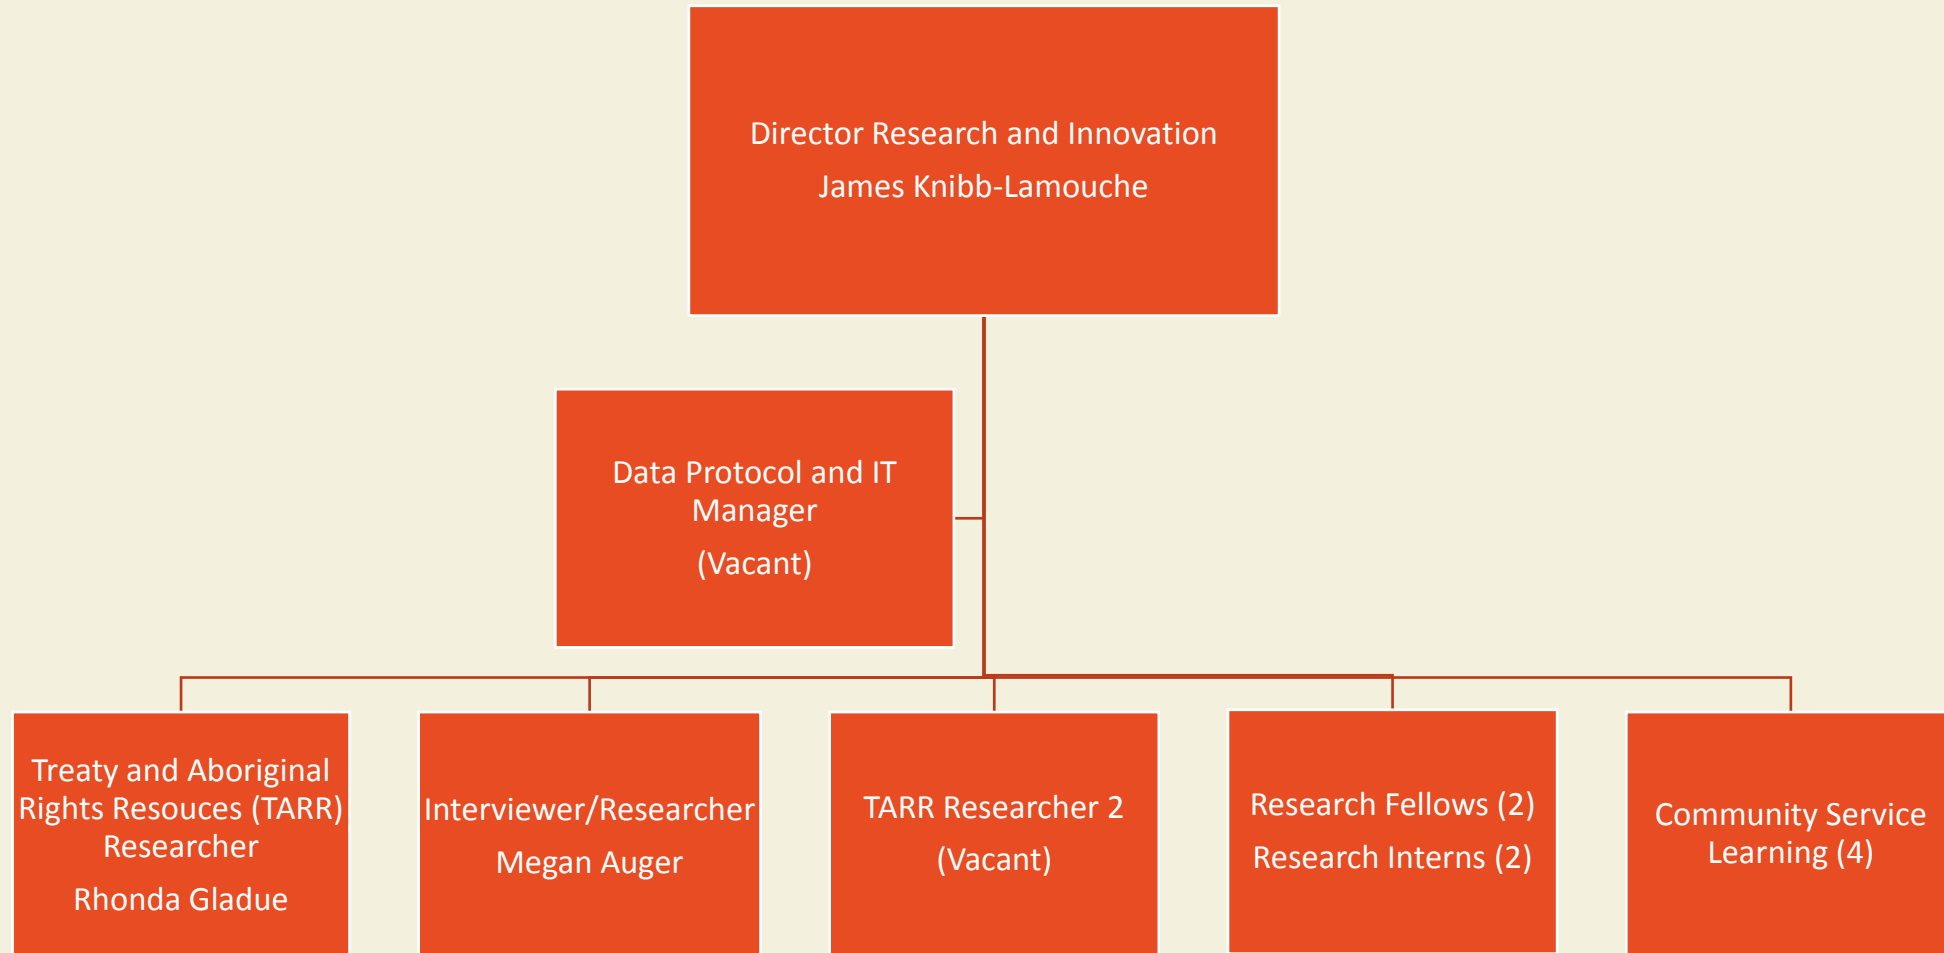 Director Research and Innovation
James Knibb-Lamouche
Data Protocol and IT
Manager
(Vacant)
Treaty and Aboriginal
Rights Resouces (TARR)
Researcher
Rhonda Gladue
Interviewer/Researcher
Megan Auger
TARR Researcher 2
(Vacant)
Research Fellows (2)
Research Interns (2)
Community Service
Learning (4)